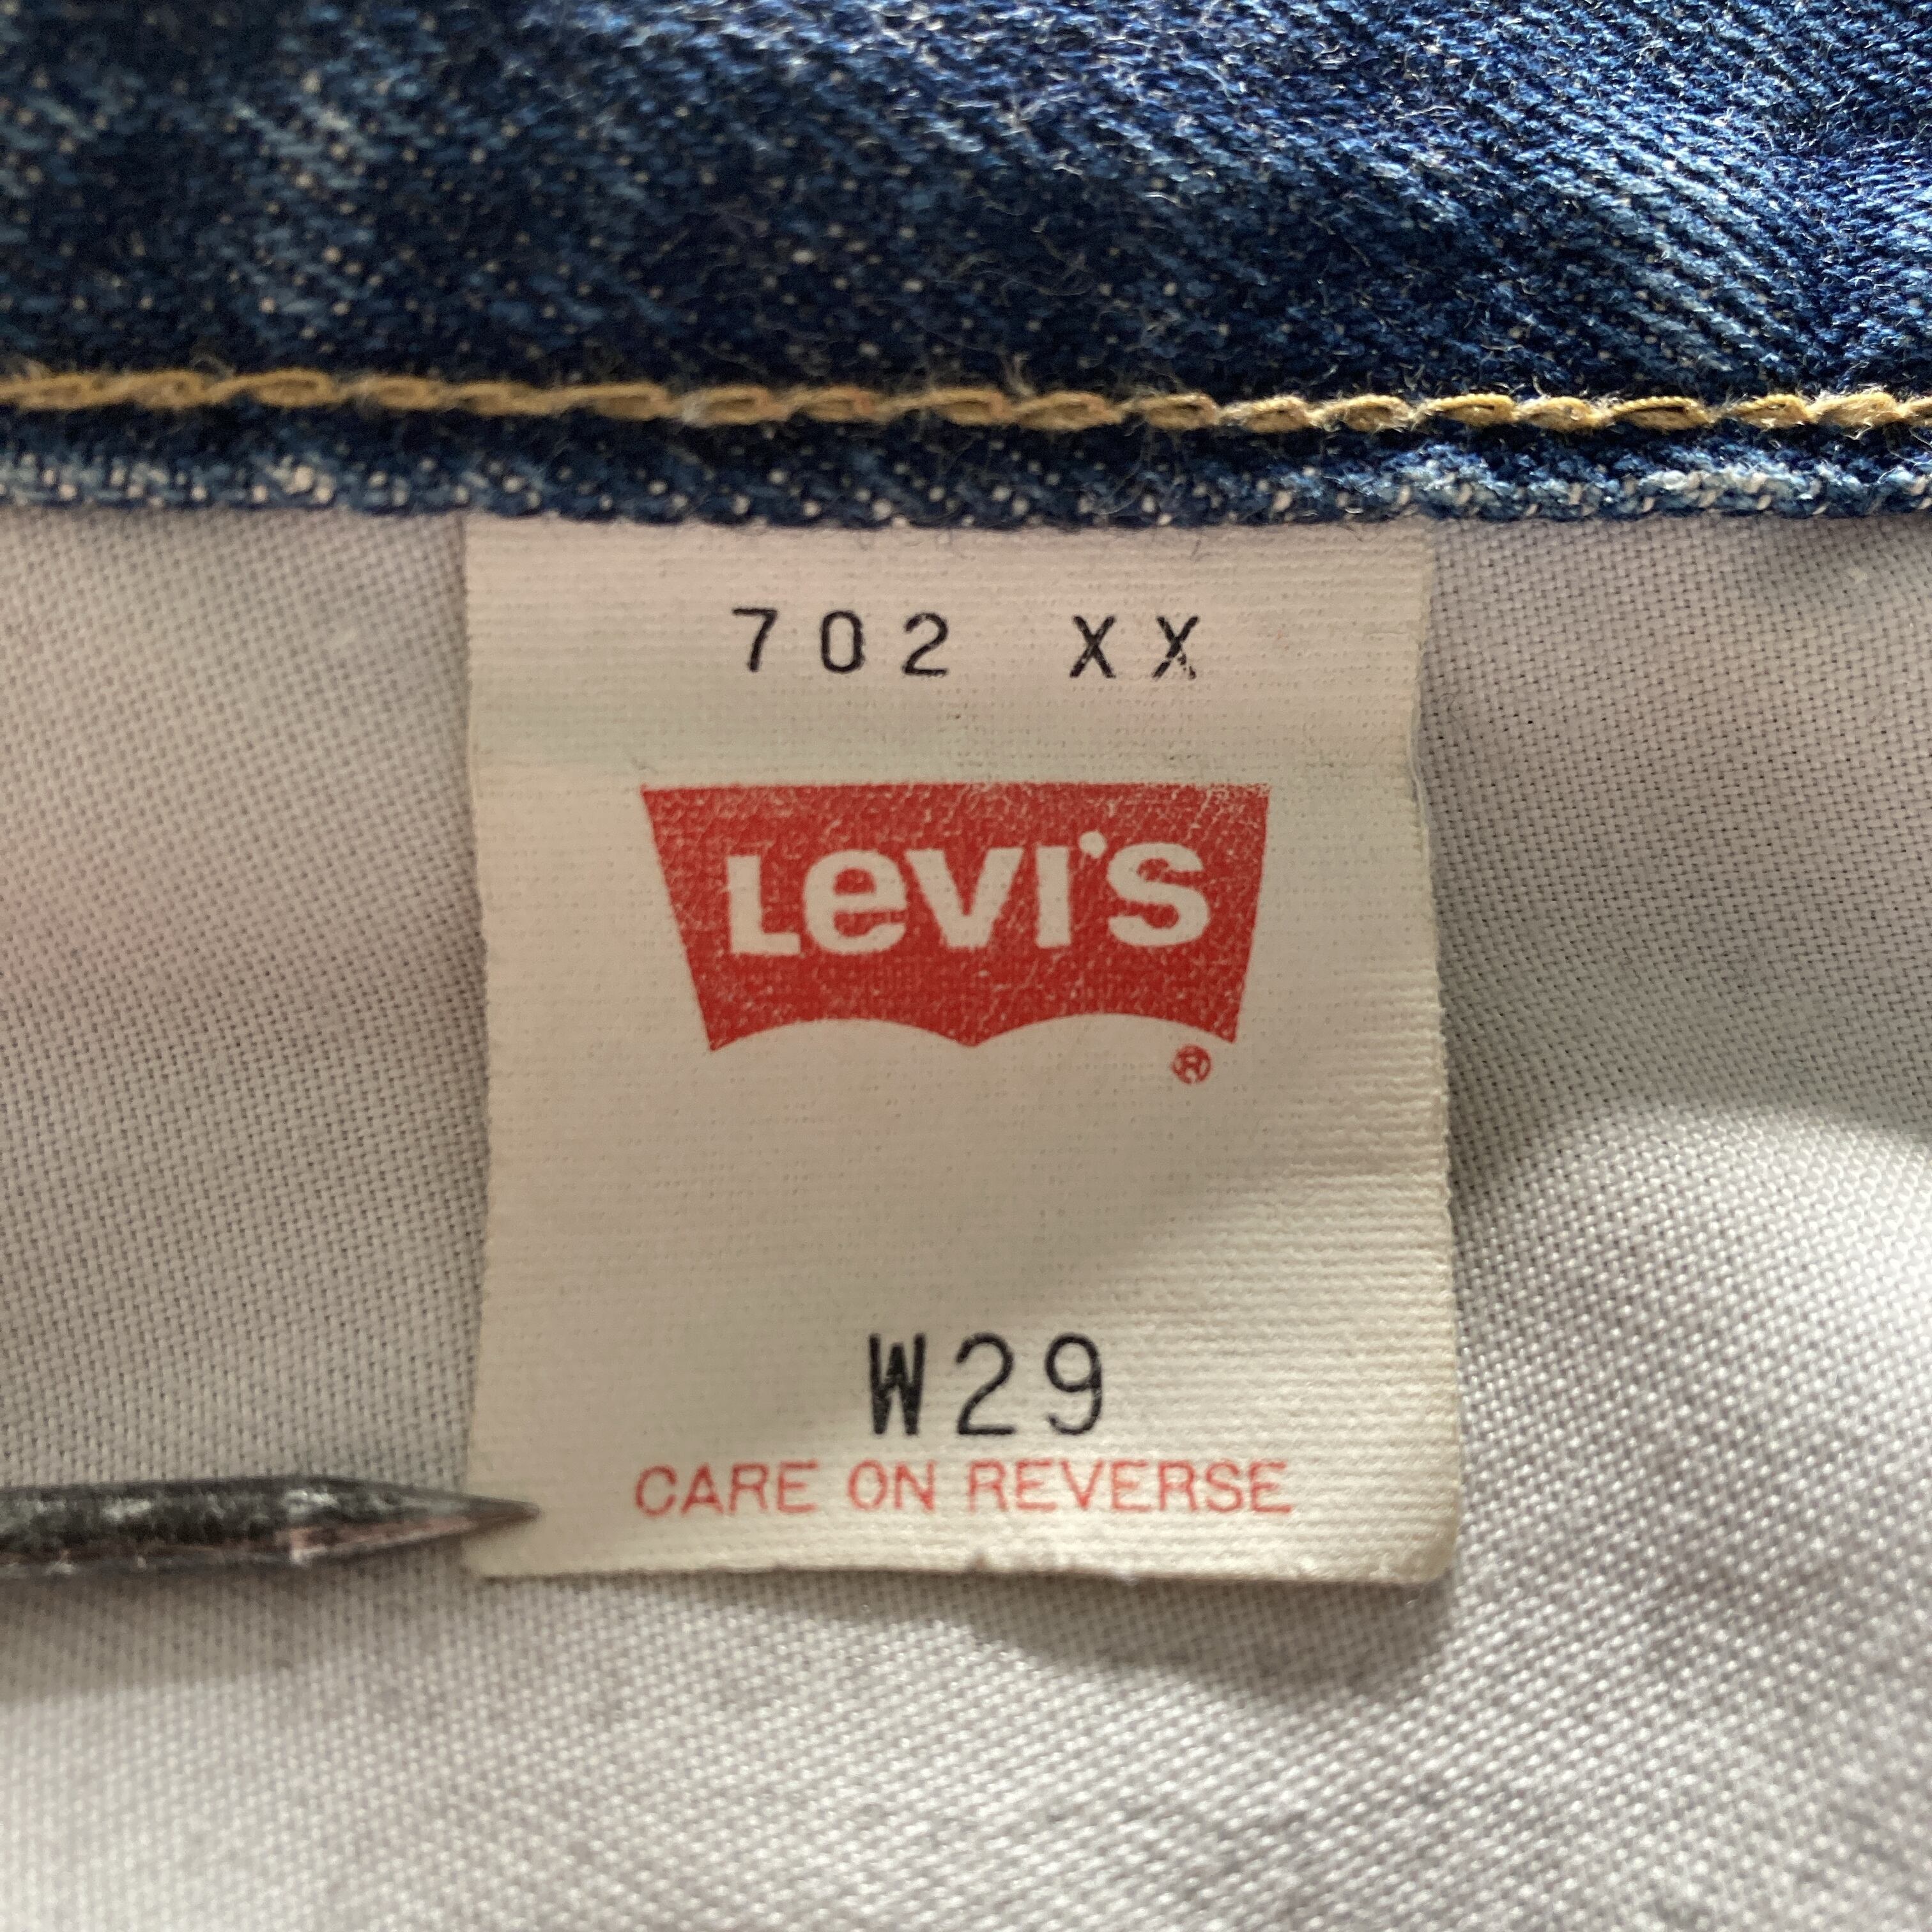 702 XX
Levi's
®
W29
CARE ON REVERSE